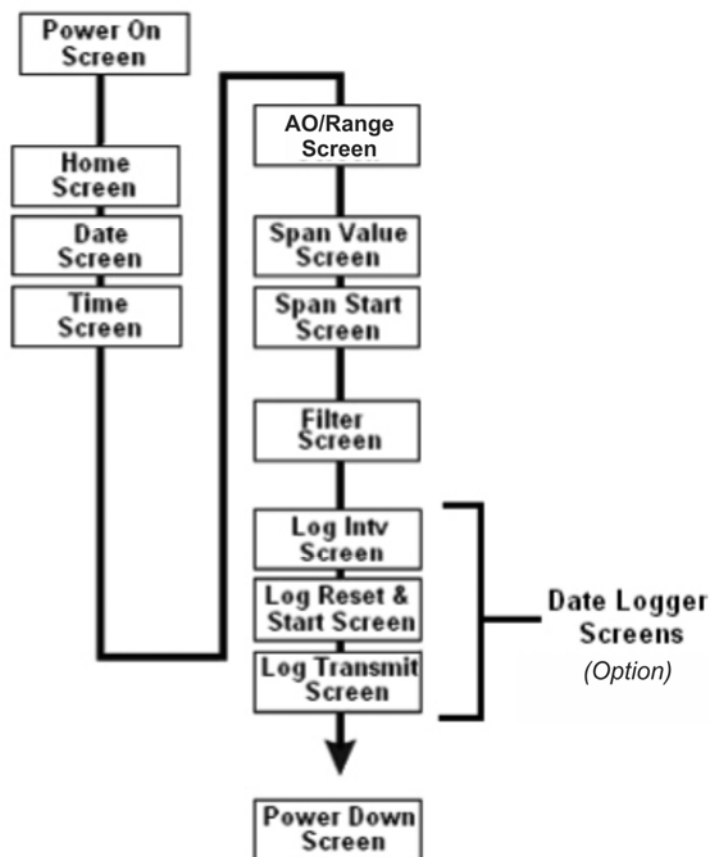 Power On
Screen
Home
Screen
Date
Screen
Time
Screen
AO/Range
Screen
Span Value
Screen
Span Start
Screen
Filter
Screen
Log Intv
Screen
Log Reset &
Start Screen
Log Transmit
Screen
Date Logger
Screens
(Option)
Power Down
Screen